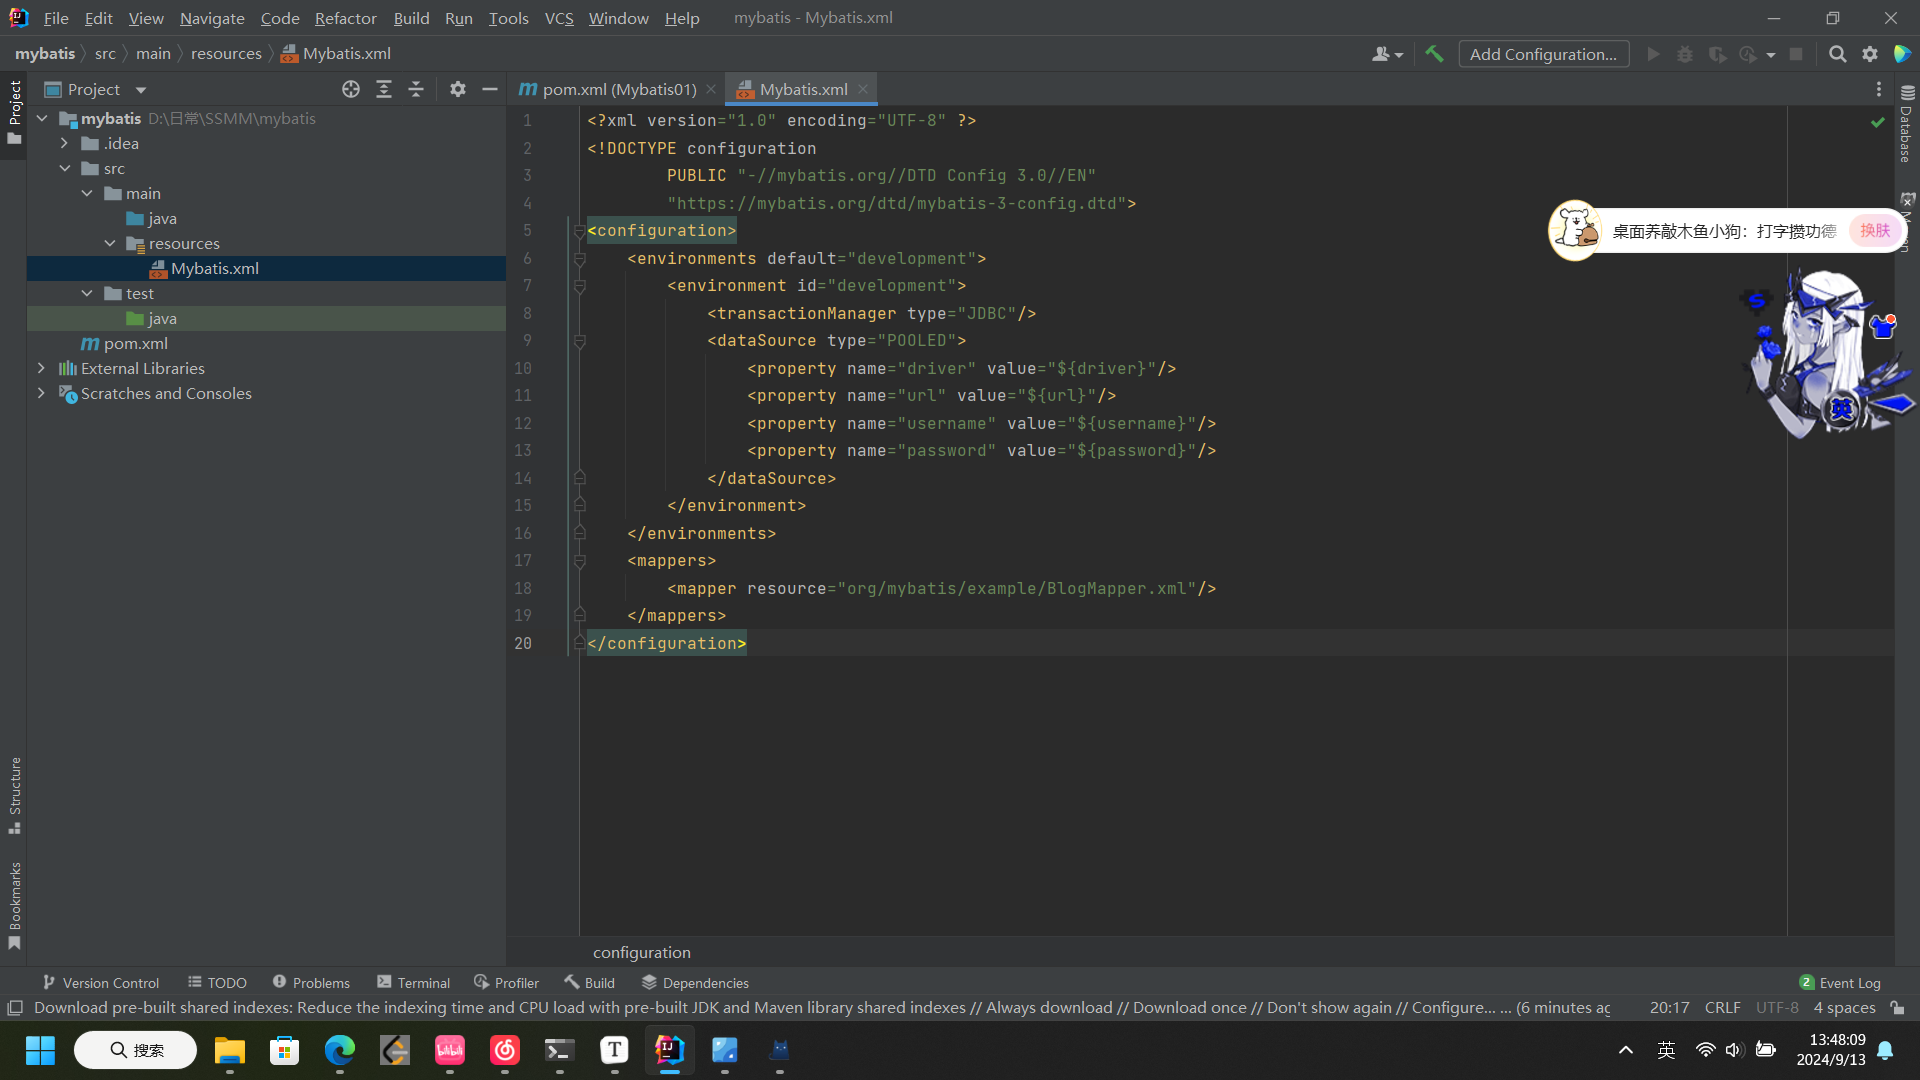 File Edit View Navigate Code Refactor Build Run Tools VCS Window Help mybatis - Mybatis.xml
mybatis src main resources Mybatis.xml Add Configuration...
Project
Project
pom.xml (Mybatis01)
Mybatis.xml
mybatis D:\日常\SSMM\mybatis
.idea
src
main
java
resources
Mybatis.xml
test
java
pom.xml
External Libraries
Scratches and Consoles
1 <?xml version="1.0" encoding="UTF-8" ?>
2 <!DOCTYPE configuration
3 PUBLIC "-//mybatis.org//DTD Config 3.0//EN"
4 "https://mybatis.org/dtd/mybatis-3-config.dtd">
5 <configuration>
6 <environments default="development">
7 <environment id="development">
8 <transactionManager type="JDBC"/>
9 <dataSource type="POOLED">
10 <property name="driver" value="${driver}"/>
11 <property name="url" value="${url}"/>
12 <property name="username" value="${username}"/>
13 <property name="password" value="${password}"/>
14 </dataSource>
15 </environment>
16 </environments>
17 <mappers>
18 <mapper resource="org/mybatis/example/BlogMapper.xml"/>
19 </mappers>
20 </configuration>
Database
桌面养敲木鱼小狗：打字攒功德 换肤
S
英
Structure
Bookmarks
configuration
Version Control TODO Problems Terminal Profiler Build Dependencies 2 Event Log
Download pre-built shared indexes: Reduce the indexing time and CPU load with pre-built JDK and Maven library shared indexes // Always download // Download once // Don't show again // Configure... ... (6 minutes ag 20:17 CRLF UTF-8 4 spaces
搜索
bilibili
T
IJ
英
13:48:09
2024/9/13